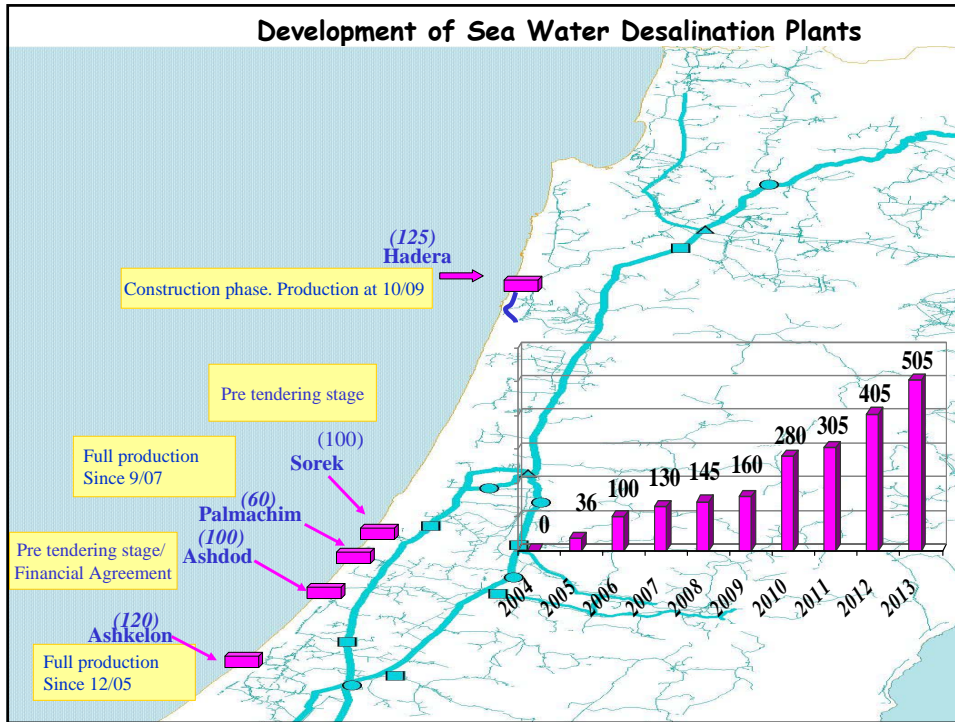 Development of Sea Water Desalination Plants
(125)
Hadera
Construction phase. Production at 10/09
Pre tendering stage
(100)
Sorek
Full production
Since 9/07
(60)
Palmachim
(100)
Ashdod
Pre tendering stage/
Financial Agreement
(120)
Ashkelon
Full production
Since 12/05
0
36
100
130
145
160
280
305
405
505
2004
2005
2006
2007
2008
2009
2010
2011
2012
2013